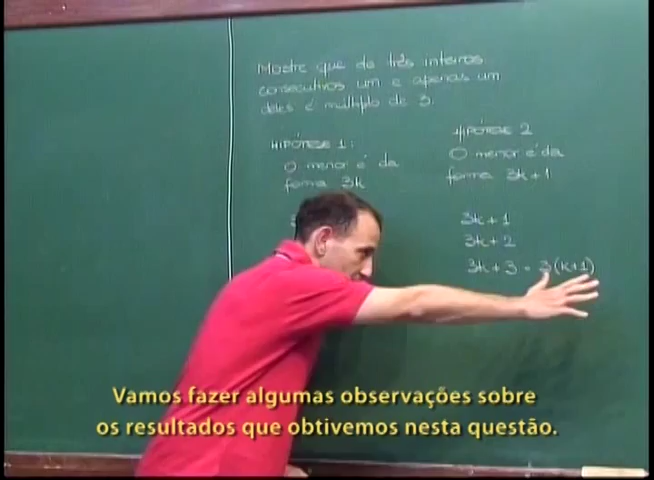 Mostre que de três inteiros
consecutivos um e apenas um
deles é múltiplo de 3.
HIPÓTESE 1:
O menor é da
forma 3k
HIPÓTESE 2
O menor é da
forma 3k+1
3k+1
3k+2
3k+3 = 3(k+1)
Vamos fazer algumas observações sobre
os resultados que obtivemos nesta questão.